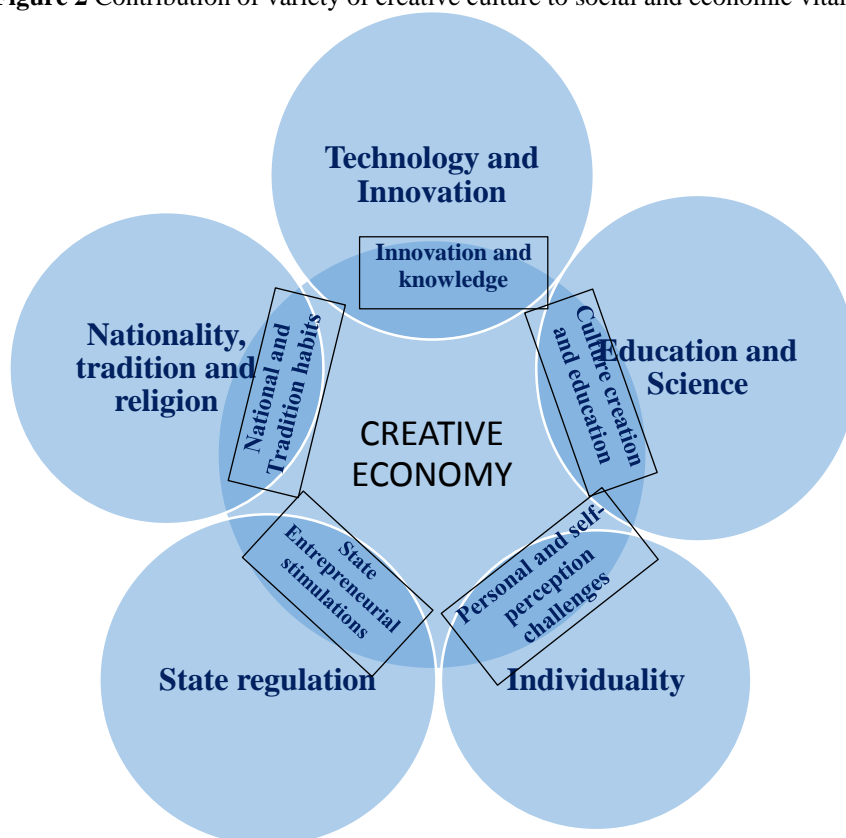 Figure 2 Contribution of variety of creative culture to social and economic vital
Technology and
Innovation
Innovation and
knowledge
Nationality,
tradition and
religion
National and
Tradition habits
Culture creation
and education
Education and
Science
CREATIVE
ECONOMY
State
Entrepreneurial
stimulations
Personal and self-
perception
challenges
State regulation
Individuality